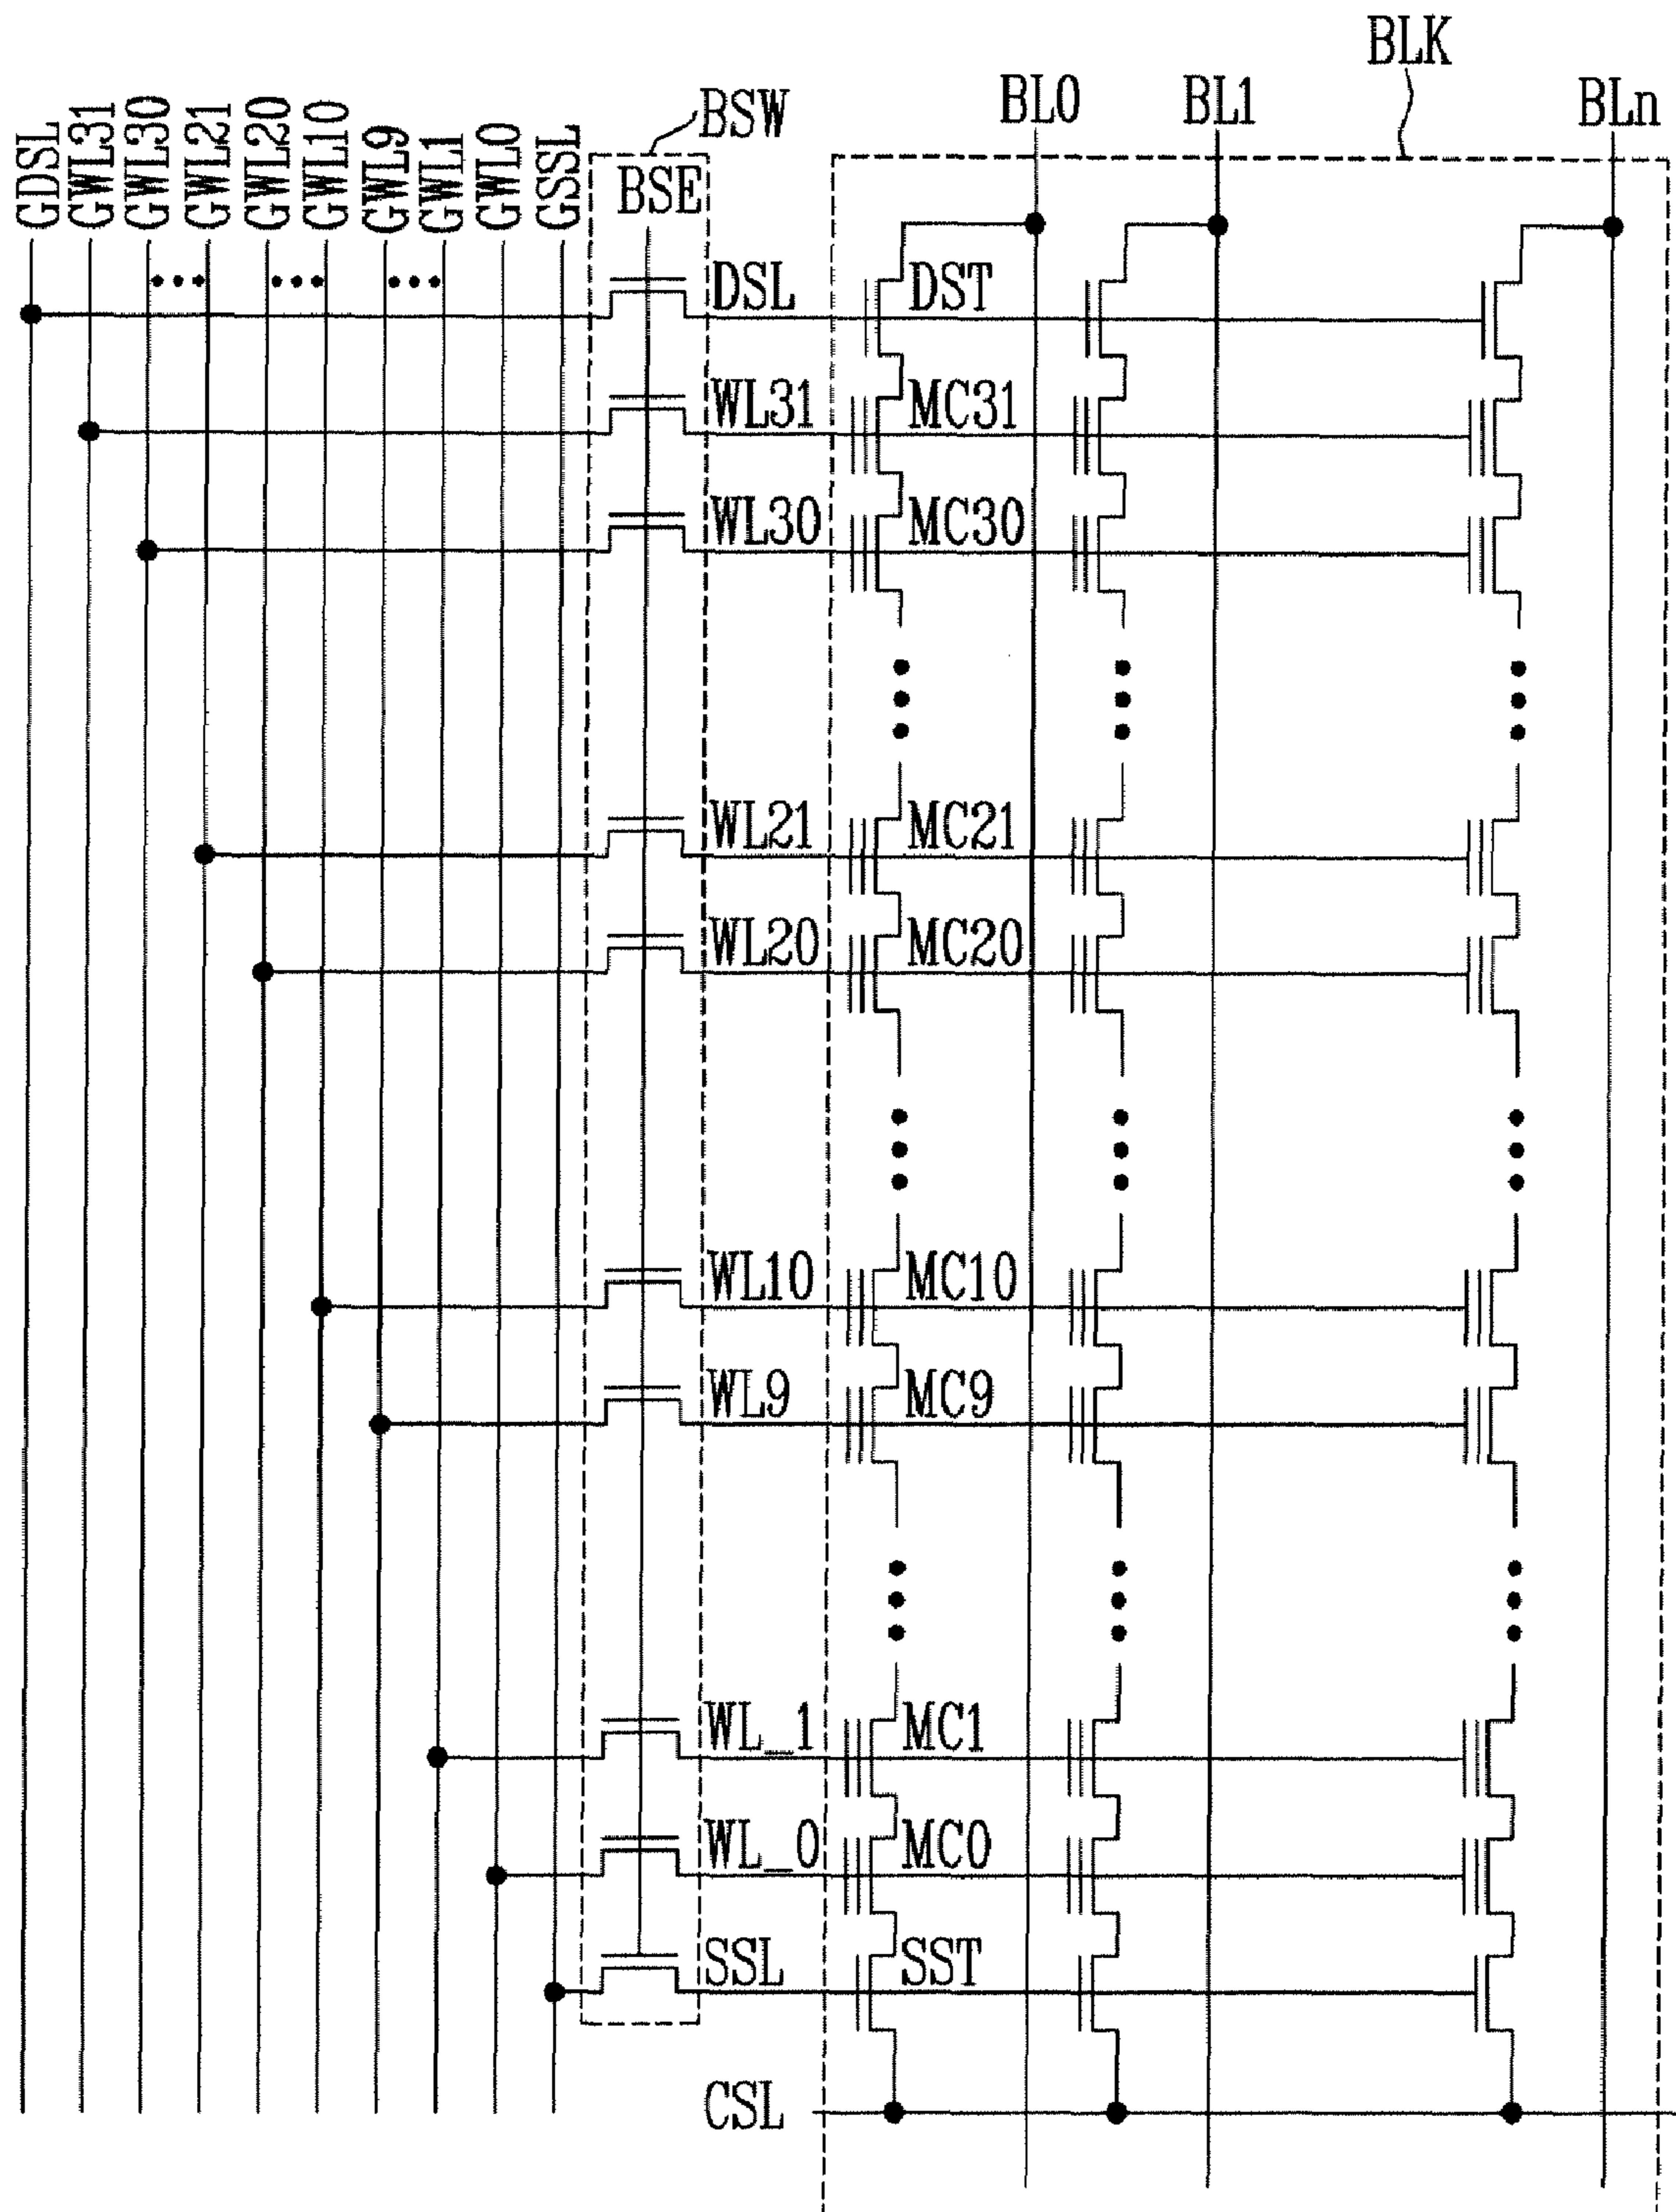 BLK
BL0 BL1 BLn
GDSL GWL31 GWL30 GWL21 GWL20 GWL10 GWL9 GWL1 GWL0 GSSL
BSW
BSE
DSL DST
WL31 MC31
WL30 MC30
WL21 MC21
WL20 MC20
WL10 MC10
WL9 MC9
WL_1 MC1
WL_0 MC0
SSL SST
CSL